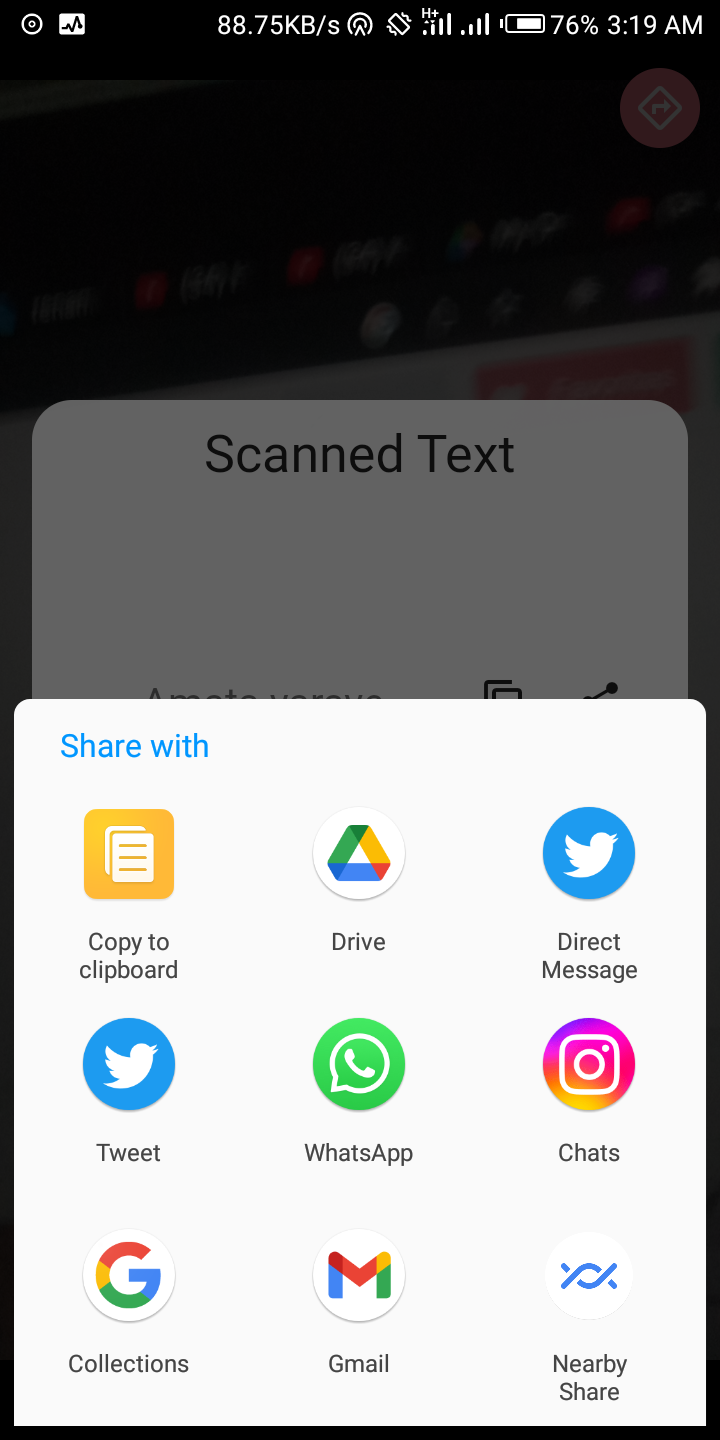 88.75KB/s H+ 76% 3:19 AM
Scanned Text
Share with
Copy to
clipboard
Drive
Direct
Message
Tweet
WhatsApp
Chats
Collections
Gmail
Nearby
Share